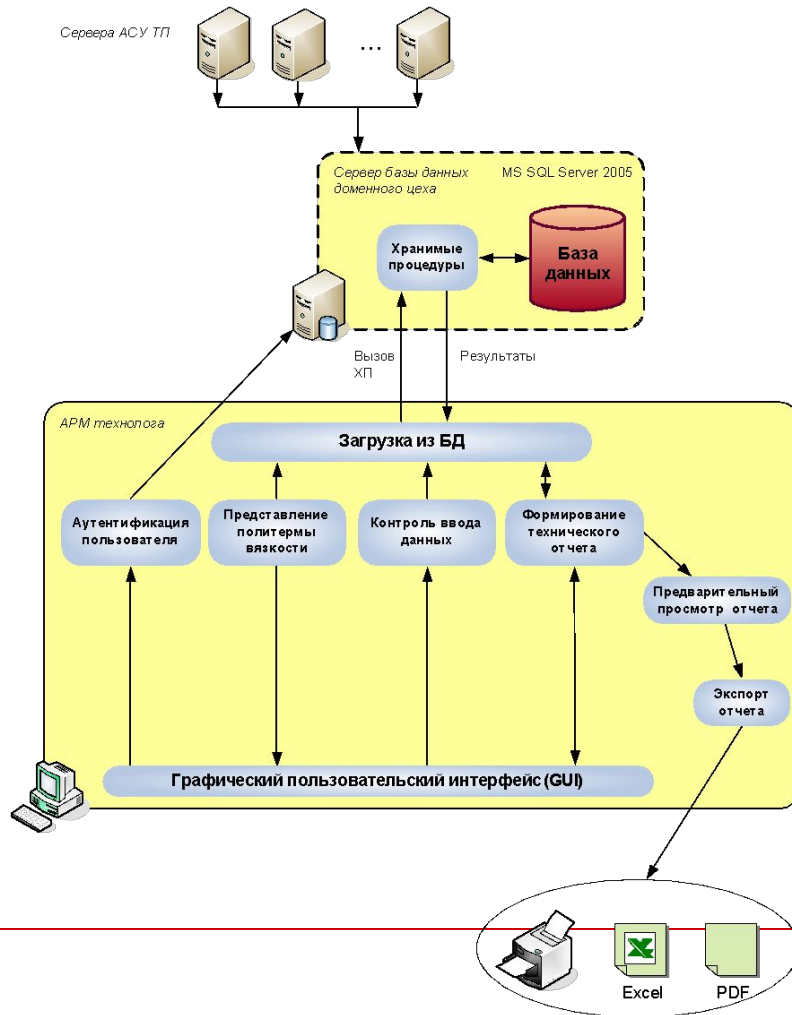 Сервера АСУ ТП
...
Сервер базы данных
доменного цеха
MS SQL Server 2005
Хранимые
процедуры
База
данных
Вызов
ХП
Результаты
АРМ технолога
Загрузка из БД
Аутентификация
пользователя
Представление
политермы
вязкости
Контроль ввода
данных
Формирование
технического
отчета
Предварительный
просмотр отчета
Экспорт
отчета
Графический пользовательский интерфейс (GUI)
Excel
PDF